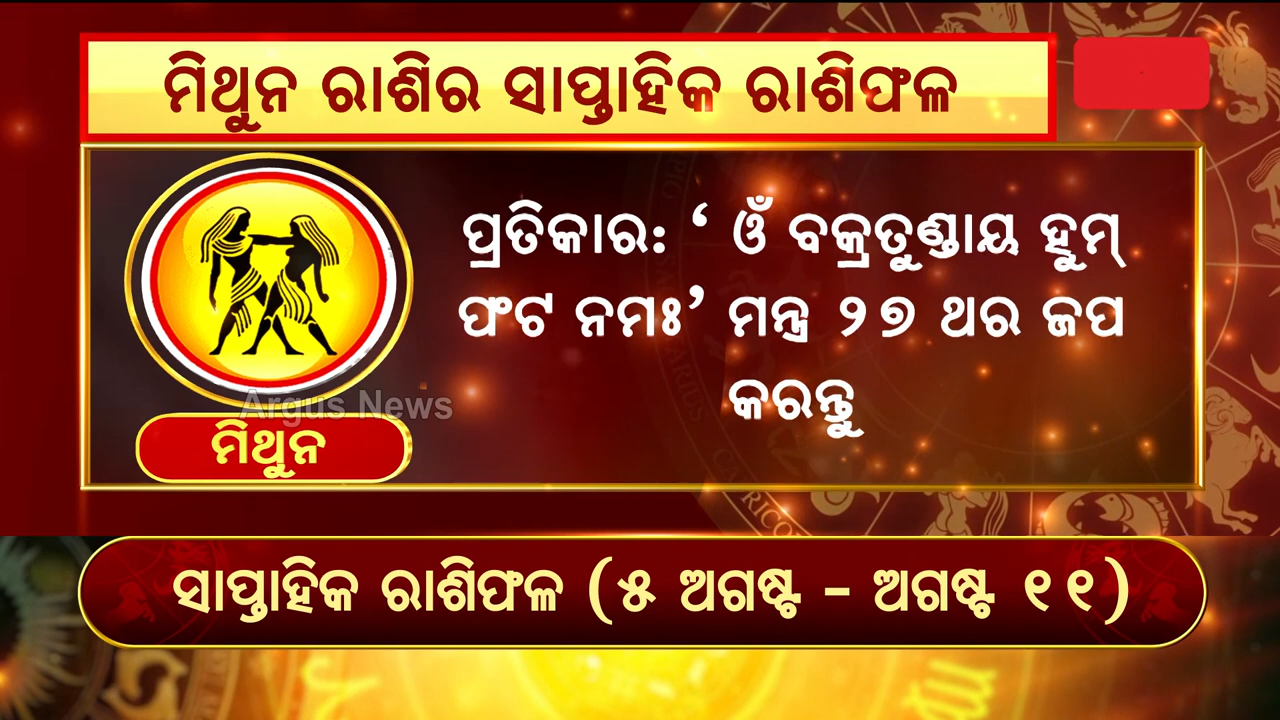 ମିଥୁନ ରାଶିର ସାପ୍ତାହିକ ରାଶିଫଳ
ପ୍ରତିକାର: ‘ ଓଁ ବକ୍ରତୁଣ୍ଡାୟ ହୁମ୍
ଫଟ ନମଃ’ ମନ୍ତ୍ର ୨୭ ଥର ଜପ
କରନ୍ତୁ
Argus News
ମିଥୁନ
ସାପ୍ତାହିକ ରାଶିଫଳ (୫ ଅଗଷ୍ଟ - ଅଗଷ୍ଟ ୧୧)